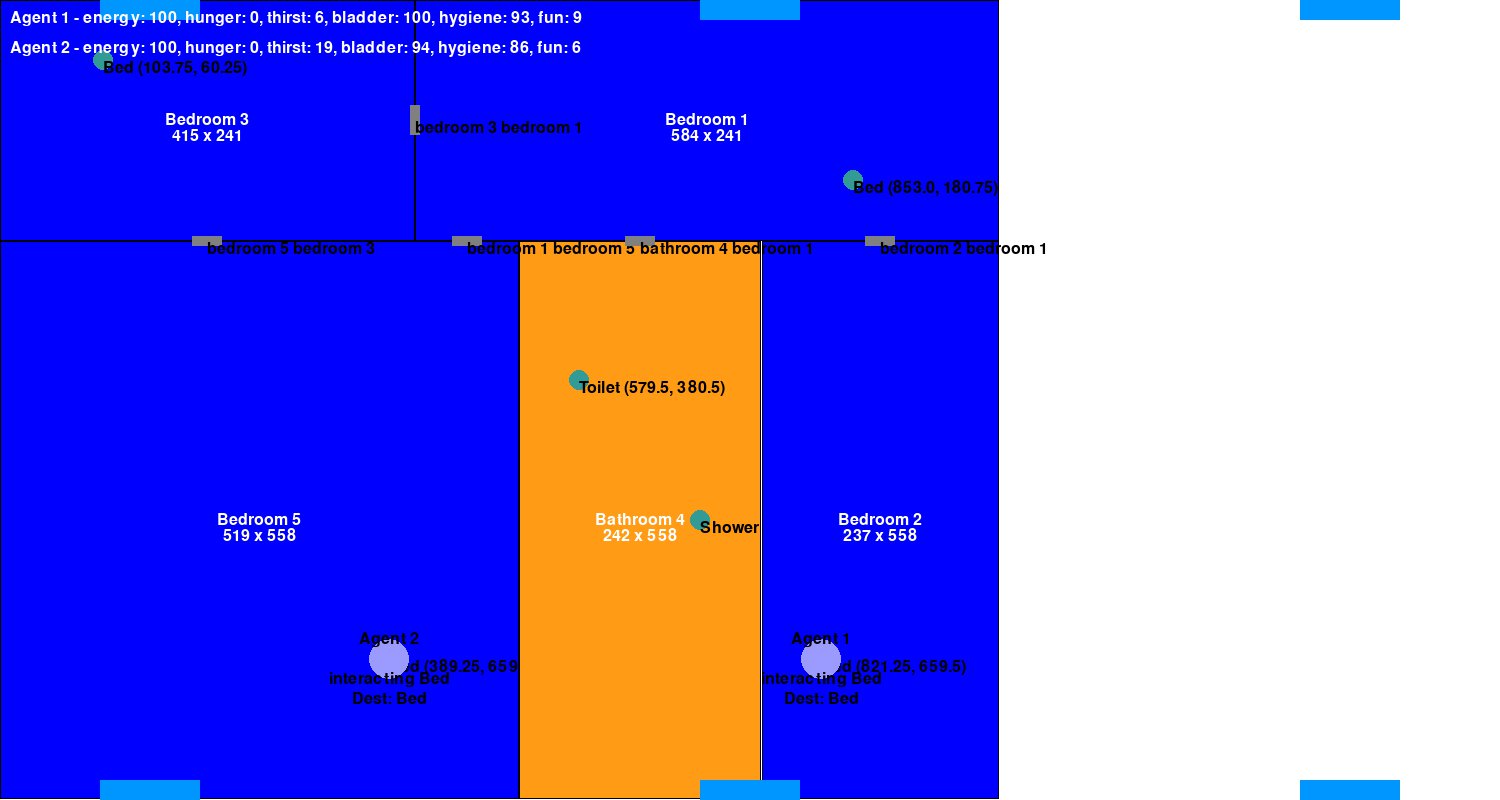 Agent 1 - energy: 100, hunger: 0, thirst: 6, bladder: 100, hygiene: 93, fun: 9
Agent 2 - energy: 100, hunger: 0, thirst: 19, bladder: 94, hygiene: 86, fun: 6
Bed (103.75, 60.25)
Bedroom 3
415 x 241
Bedroom 1
584 x 241
bedroom 3 bedroom 1
Bed (853.0, 180.75)
bedroom 5 bedroom 3
bedroom 1 bedroom 5
bathroom 4 bedroom 1
bedroom 2 bedroom 1
Toilet (579.5, 380.5)
Bedroom 5
519 x 558
Bathroom 4
242 x 558
Shower
Bedroom 2
237 x 558
Agent 2
d (389.25, 659
interacting Bed
Dest: Bed
Agent 1
d (821.25, 659.5)
interacting Bed
Dest: Bed